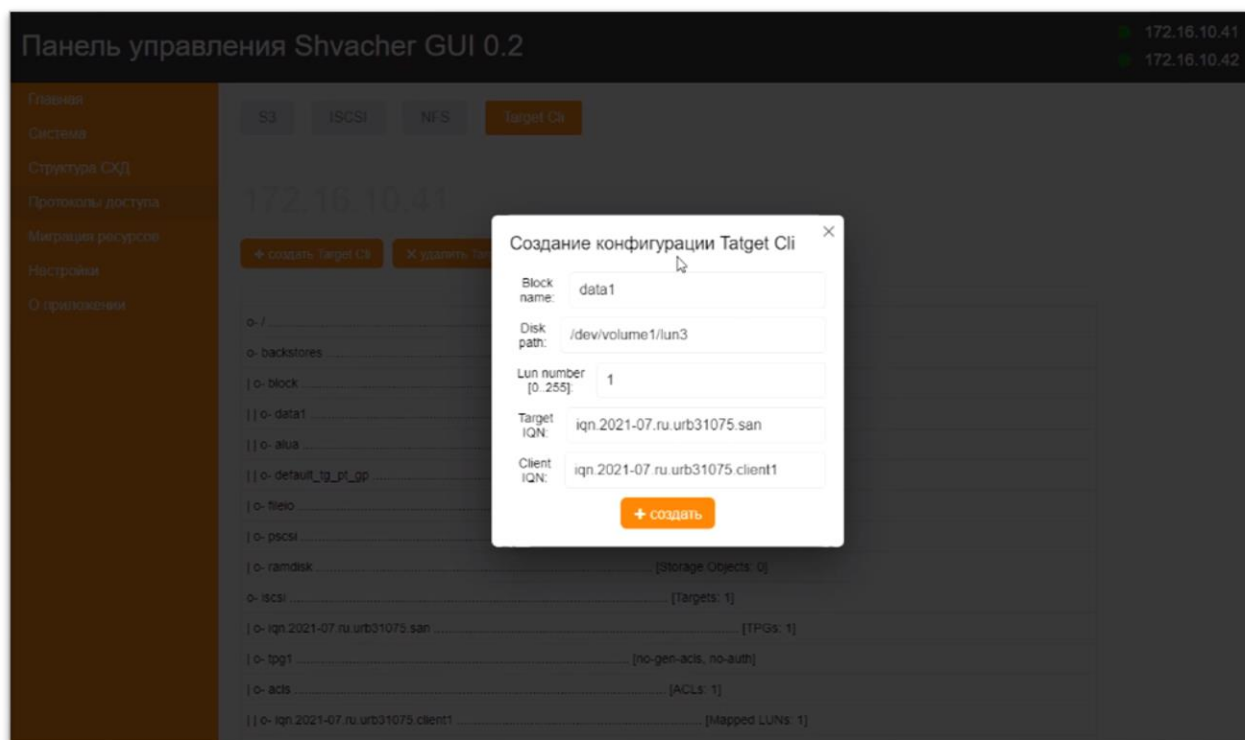 Панель управления Shvacher GUI 0.2
172.16.10.41
172.16.10.42
Главная
Система
Структура СХД
Протоколы доступа
Миграция ресурсов
Настройки
О приложении
S3 ISCSI NFS Target Cli
172.16.10.41
+ создать Target Cli × удалить
Создание конфигурации Tatget Cli ×
Block name: data1
Disk path: /dev/volume1/lun3
Lun number [0..255]: 1
Target IQN: iqn.2021-07.ru.urb31075.san
Client IQN: iqn.2021-07.ru.urb31075.client1
+ создать
o- /
o- backstores
| o- block
| | o- data1
| | o- alua
| | o- default_tg_pt_gp
| o- fileio
| o- pscsi
| o- ramdisk [Storage Objects: 0]
o- iscsi [Targets: 1]
| o- iqn.2021-07.ru.urb31075.san [TPGs: 1]
| o- tpg1 [no-gen-acls, no-auth]
| o- acls [ACLs: 1]
| | o- iqn.2021-07.ru.urb31075.client1 [Mapped LUNs: 1]